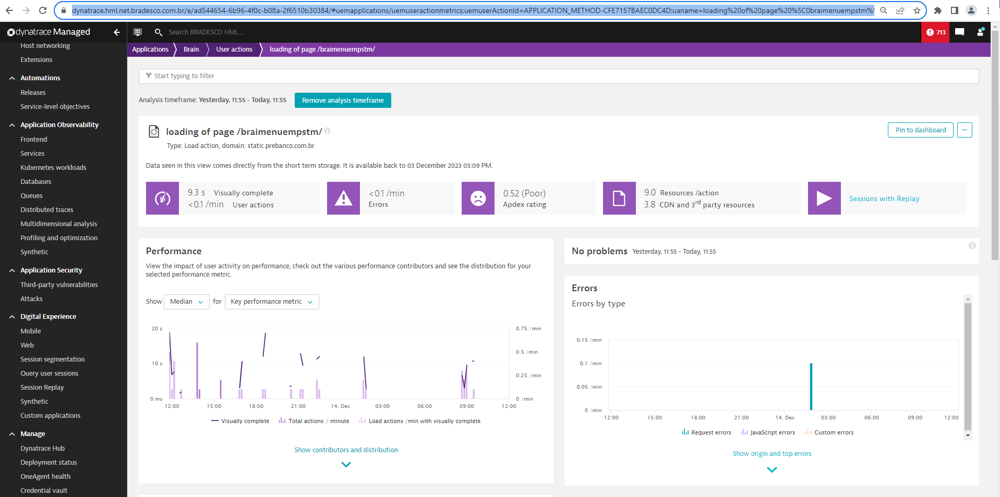 dynatrace.hml.net.bradesco.com.br/e/ad544654-6b96-4f0c-b08a-2f6510b30384/#uemapplications/uemuseractionmetrics;uemuserActionId=APPLICATION_METHOD-CFE7157BAEC0DC4D;uaname=loading%20of%20page%20%5C0braimenuempstm%
dynatrace Managed
Search BRADESCO HML...
713
Host networking
Extensions
Automations
Releases
Service-level objectives
Application Observability
Frontend
Services
Kubernetes workloads
Databases
Queues
Distributed traces
Multidimensional analysis
Profiling and optimization
Synthetic
Application Security
Third-party vulnerabilities
Attacks
Digital Experience
Mobile
Web
Session segmentation
Query user sessions
Session Replay
Synthetic
Custom applications
Manage
Dynatrace Hub
Deployment status
OneAgent health
Credential vault
Applications Brain User actions loading of page /braimenuempstm/
Start typing to filter
Analysis timeframe: Yesterday, 11:55 - Today, 11:55 Remove analysis timeframe
loading of page /braimenuempstm/
Pin to dashboard ...
Type: Load action, domain: static.prebanco.com.br
Data seen in this view comes directly from the short term storage. It is available back to 03 December 2023 05:09 PM.
9.3 s Visually complete
<0.1 /min User actions
<0.1 /min
Errors
0.52 (Poor)
Apdex rating
9.0 Resources /action
3.8 CDN and 3rd party resources
Sessions with Replay
Performance
View the impact of user activity on performance, check out the various performance contributors and see the distribution for your
selected performance metric.
Show Median for Key performance metric
20 s
10 s
0 ms
0.75 /min
0.5 /min
0.25 /min
0 /min
12:00 15:00 18:00 21:00 14. Dec 03:00 06:00 09:00 12:00
Visually complete Total actions / minute Load actions /min with visually complete
Show contributors and distribution
No problems Yesterday, 11:55 - Today, 11:55
Errors
Errors by type
0.15 /min
0.1 /min
0.05 /min
0 /min
12:00 15:00 18:00 21:00 14. Dec 03:00 06:00 09:00 12:00
Request errors JavaScript errors Custom errors
Show origin and top errors